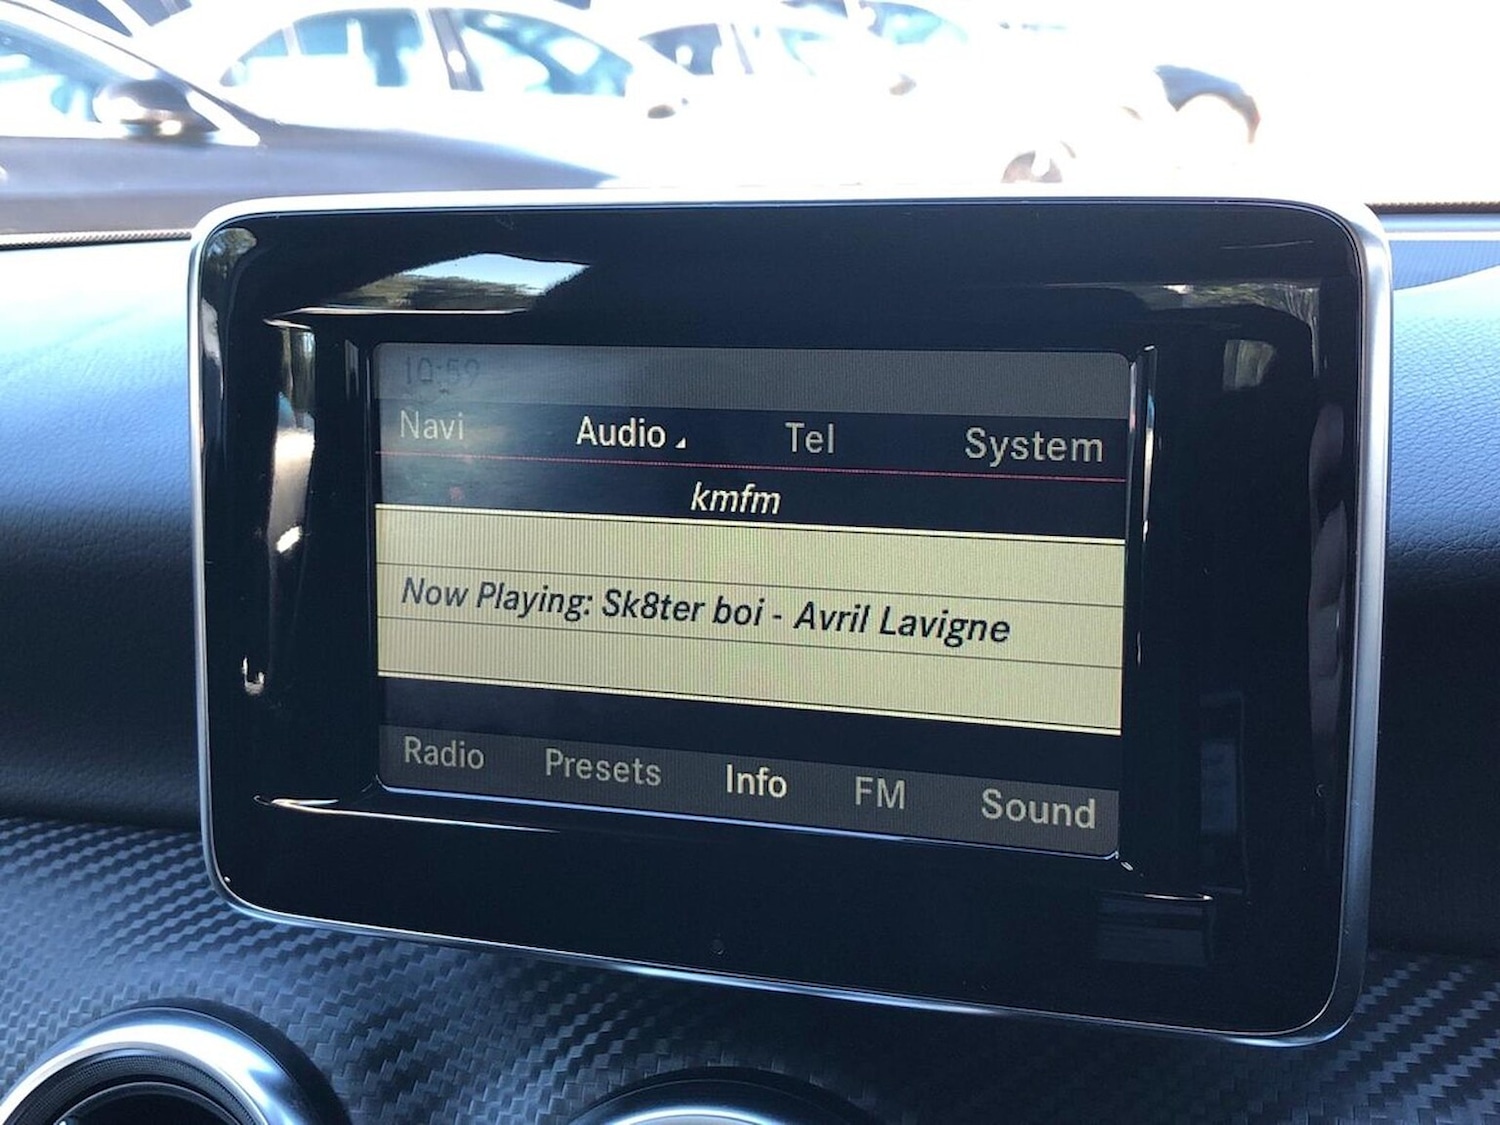 10:59
Navi Audio Tel System
kmfm
Now Playing: Sk8ter boi - Avril Lavigne
Radio Presets Info FM Sound